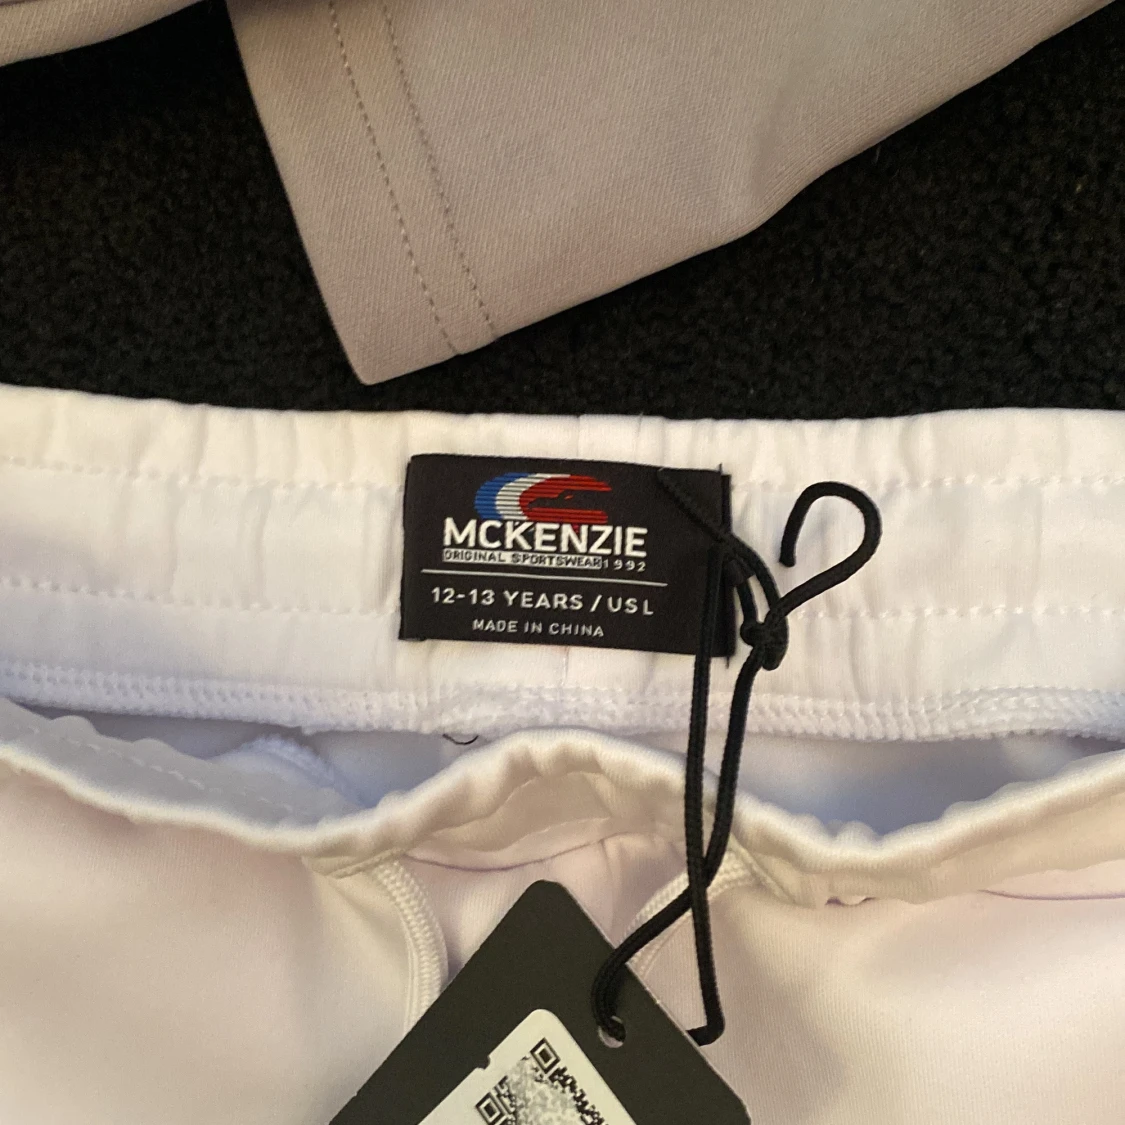 MCKENZIE
ORIGINAL SPORTSWEAR 1992
12-13 YEARS / US L
MADE IN CHINA